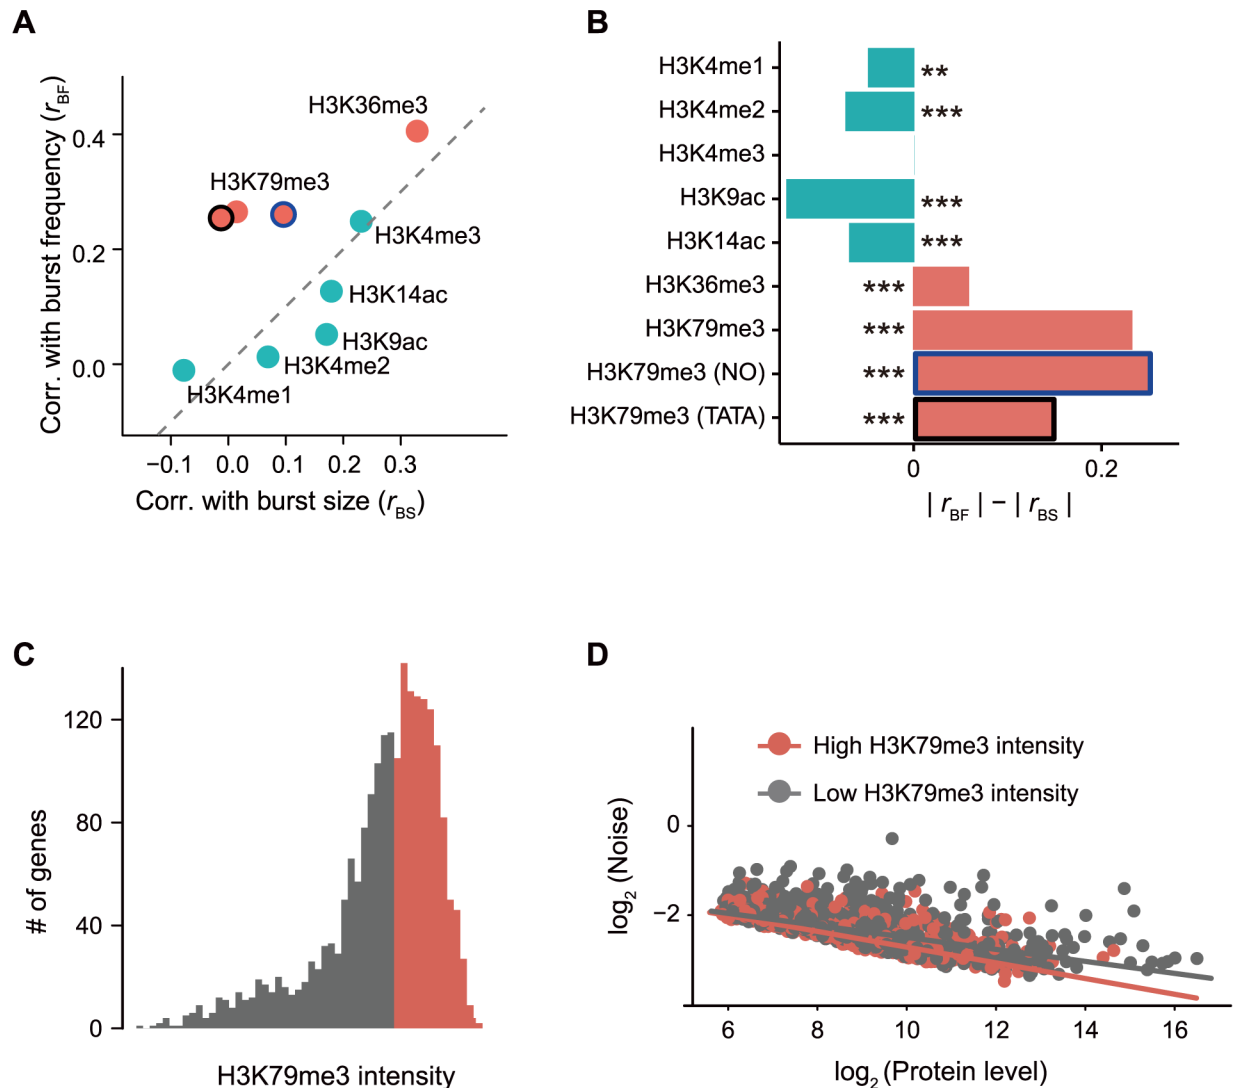 A
Corr. with burst frequency (rBF)
0.4
0.2
0.0
H3K36me3
H3K79me3
H3K4me3
H3K14ac
H3K9ac
H3K4me2
H3K4me1
−0.1 0.0 0.1 0.2 0.3
Corr. with burst size (rBS)
B
H3K4me1 **
H3K4me2 ***
H3K4me3
H3K9ac ***
H3K14ac ***
H3K36me3 ***
H3K79me3 ***
H3K79me3 (NO) ***
H3K79me3 (TATA) ***
0 0.2
| rBF | − | rBS |
C
# of genes
120
80
40
0
H3K79me3 intensity
D
log2 (Noise)
High H3K79me3 intensity
Low H3K79me3 intensity
0
−2
6 8 10 12 14 16
log2 (Protein level)